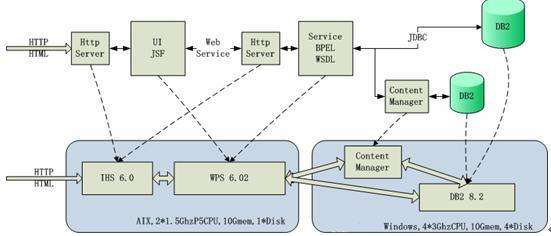 HTTP
HTML
Http
Server
UI
JSF
Web
Service
Http
Server
Service
BPEL
WSDL
JDBC
DB2
Content
Manager
DB2
HTTP
HTML
IHS 6.0
WPS 6.02
Content
Manager
DB2 8.2
AIX,2*1.5GhzP5CPU,10Gmem,1*Disk
Windows,4*3GhzCPU,10Gmem,4*Disk